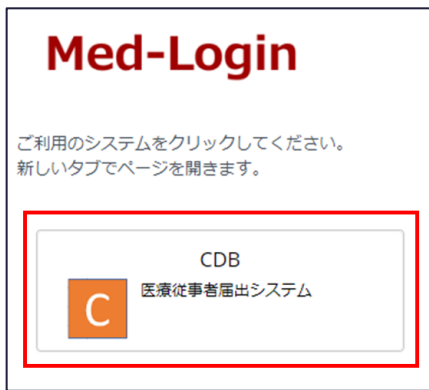 Med-Login
ご利用のシステムをクリックしてください。
新しいタブでページを開きます。
CDB
C
医療従事者届出システム